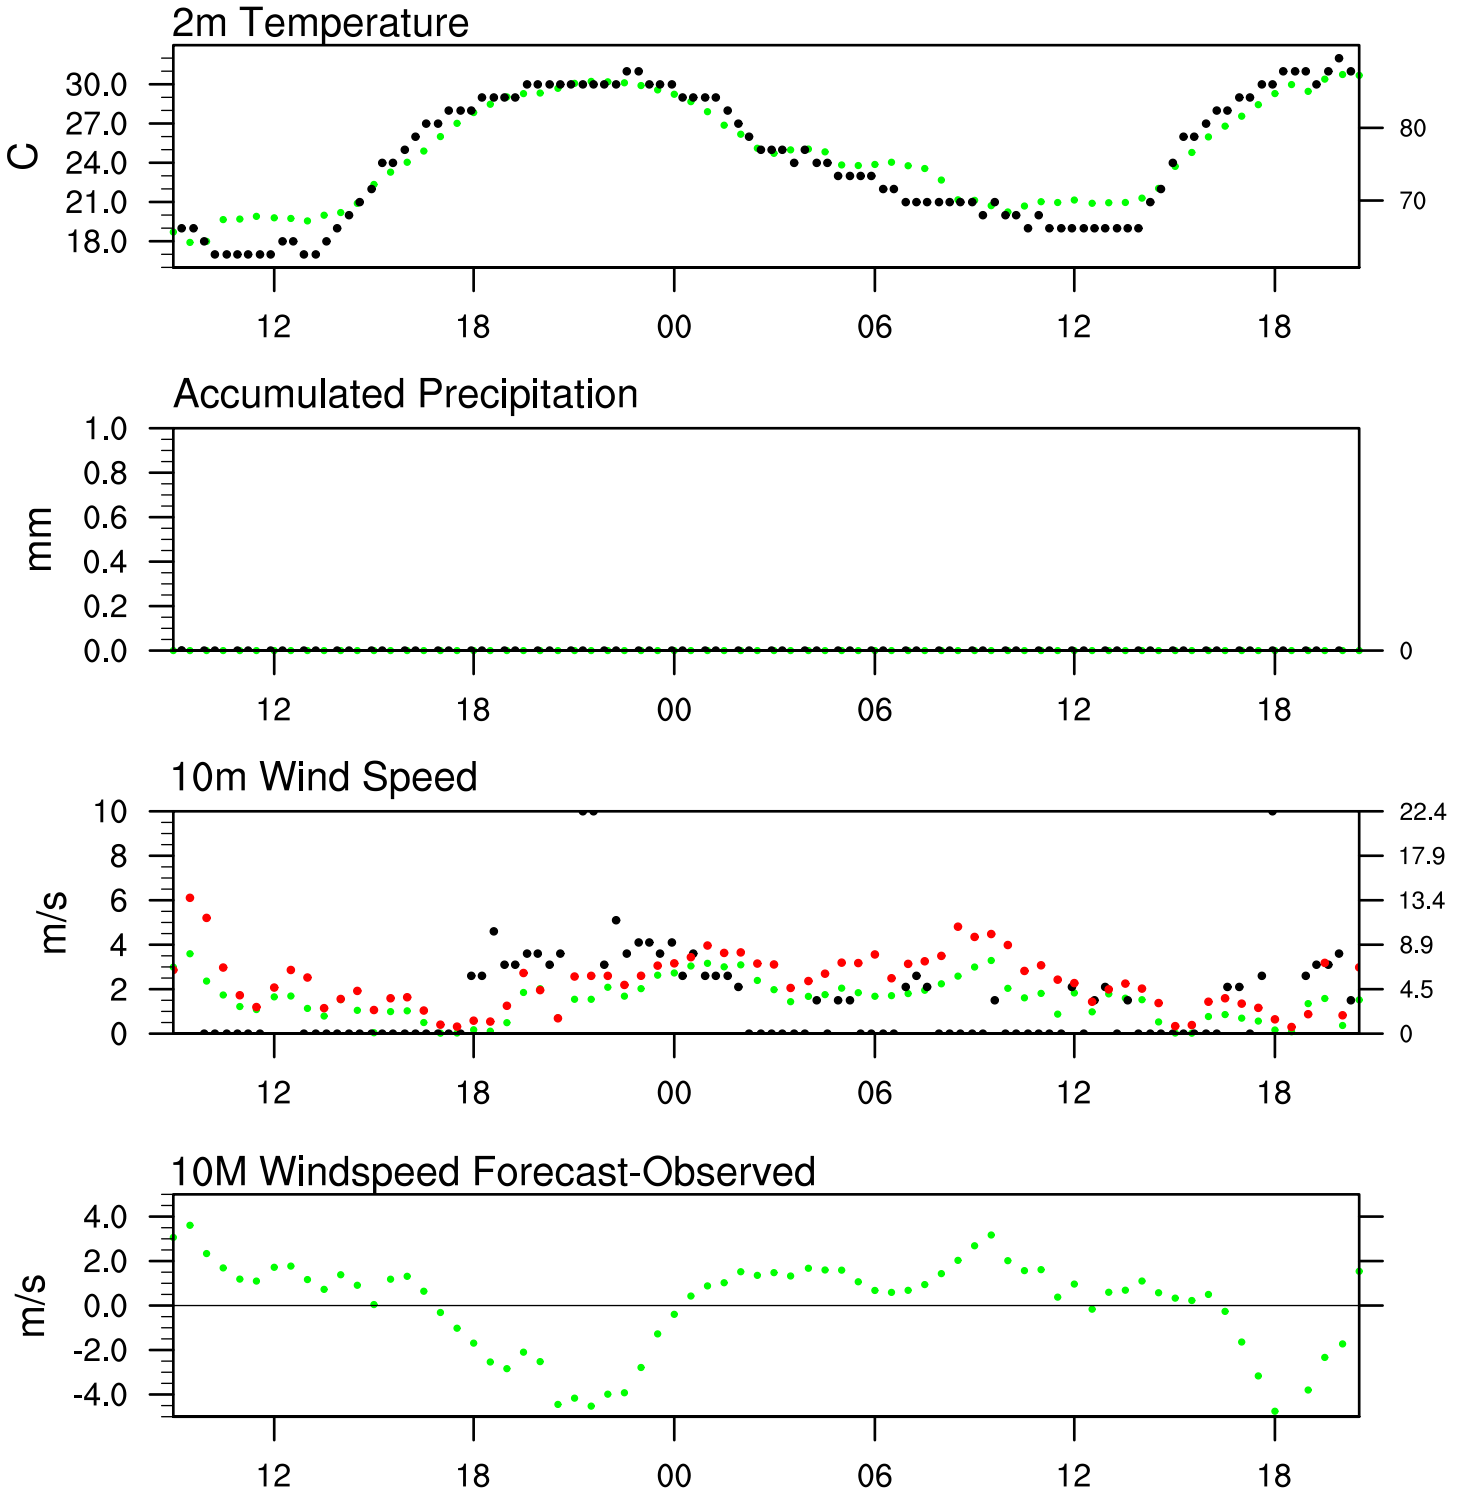 2m Temperature
30.0
27.0
80
C
24.0
21.0
70
18.0
12 18 00 06 12 18
Accumulated Precipitation
1.0
0.8
0.6
mm
0.4
0.2
0.0 0
12 18 00 06 12 18
10m Wind Speed
10 22.4
8 17.9
6 13.4
m/s
4 8.9
2 4.5
0 0
12 18 00 06 12 18
10M Windspeed Forecast-Observed
4.0
2.0
m/s
0.0
-2.0
-4.0
12 18 00 06 12 18